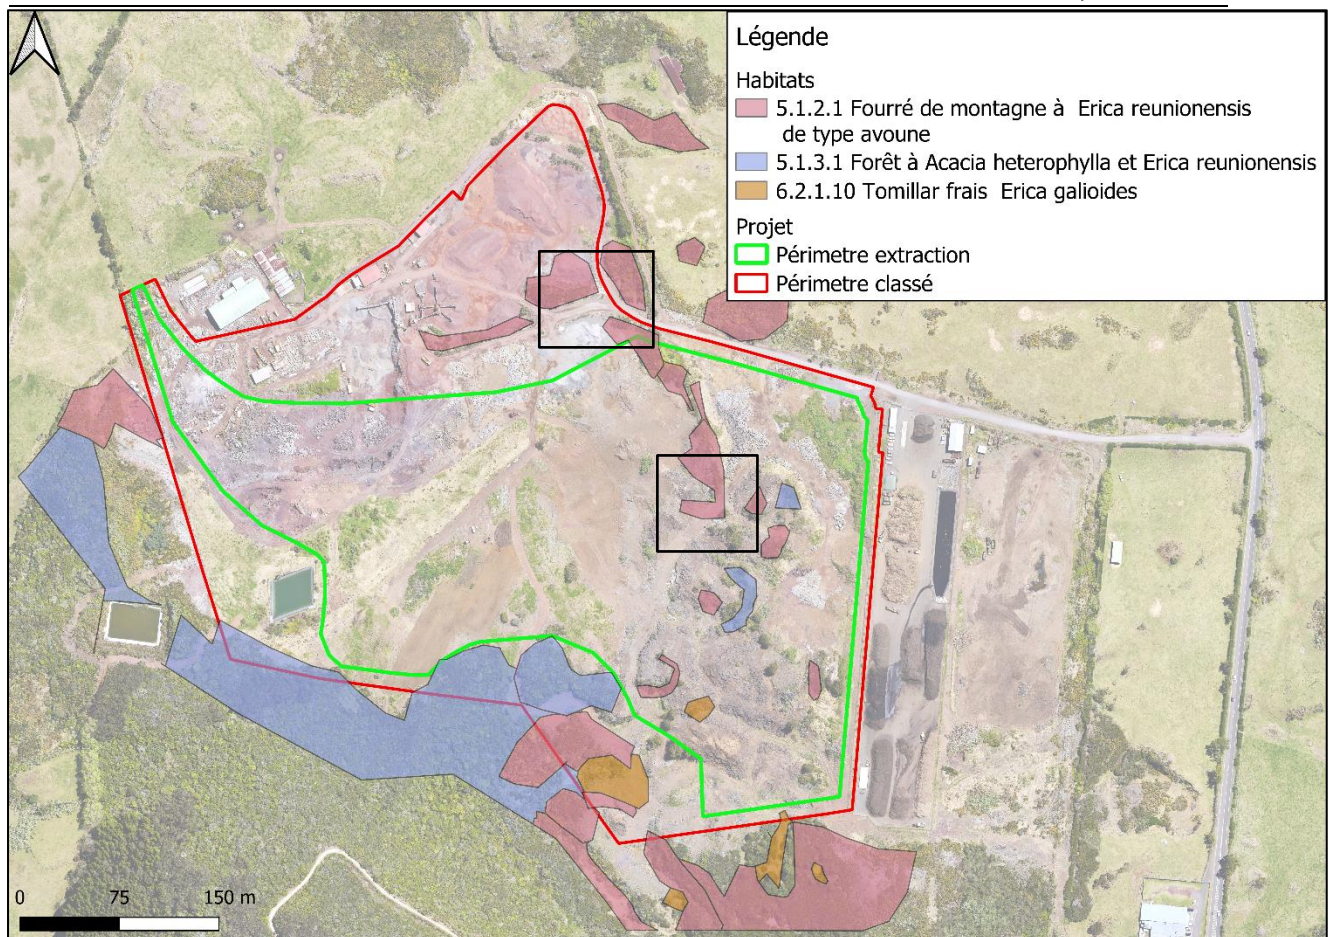 Légende
Habitats
5.1.2.1 Fourré de montagne à Erica reunionensis
de type avoune
5.1.3.1 Forêt à Acacia heterophylla et Erica reunionensis
6.2.1.10 Tomillar frais Erica galioides
Projet
Périmetre extraction
Périmetre classé
0 75 150 m